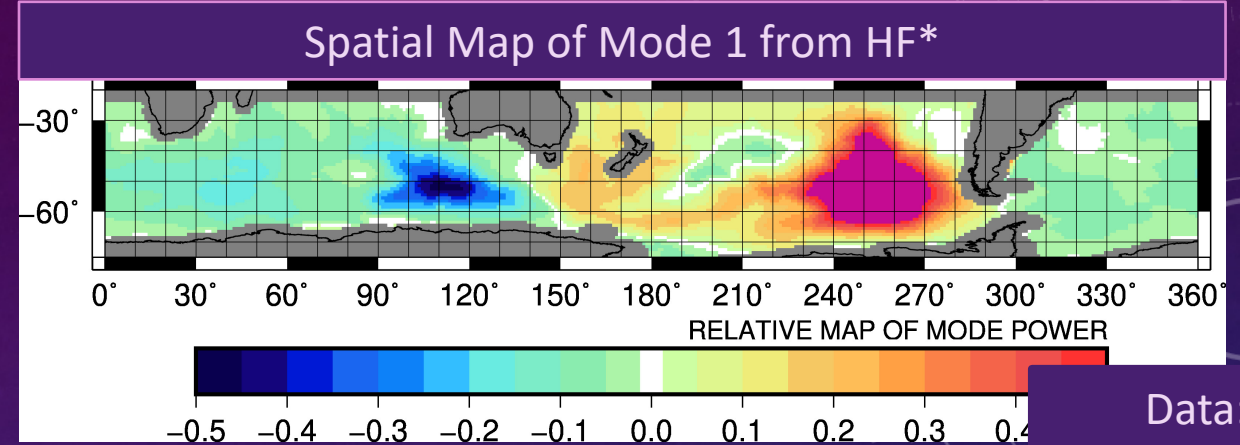 Spatial Map of Mode 1 from HF*
−30°
−60°
0° 30° 60° 90° 120° 150° 180° 210° 240° 270° 300° 330° 360°
RELATIVE MAP OF MODE POWER
−0.5 −0.4 −0.3 −0.2 −0.1 0.0 0.1 0.2 0.3
Data: